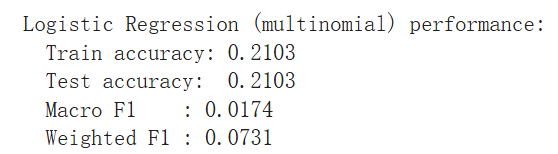 Logistic Regression (multinomial) performance:
  Train accuracy: 0.2103
  Test accuracy:  0.2103
  Macro F1    : 0.0174
  Weighted F1 : 0.0731